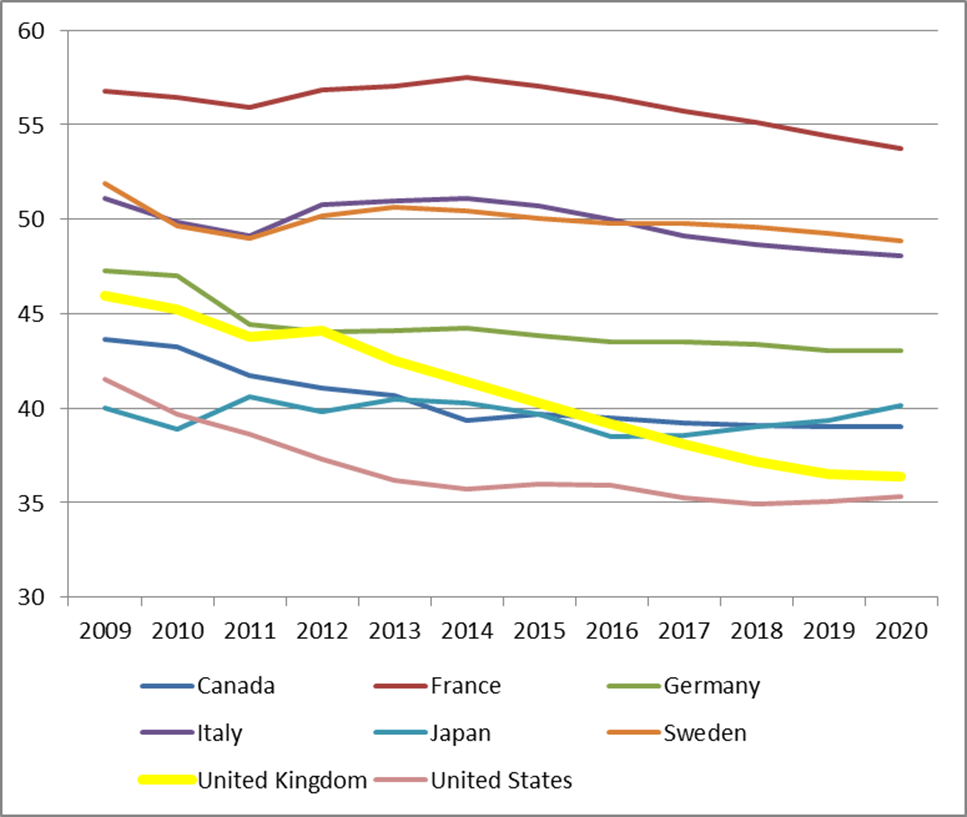 60
55
50
45
40
35
30
2009 2010 2011 2012 2013 2014 2015 2016 2017 2018 2019 2020
Canada France Germany
Italy Japan Sweden
United Kingdom United States